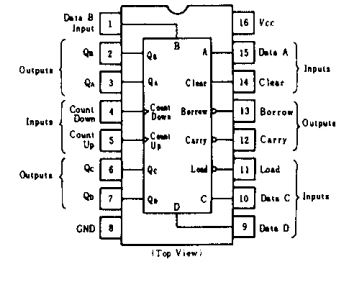 Data B Input 1 16 Vcc
QB 2 QB B A 15 Data A
Outputs Inputs
QA 3 QA Clear 14 Clear
Count Down 4 Count Down Borrow 13 Borrow
Inputs Outputs
Count Up 5 Count Up Carry 12 Carry
QC 6 QC Load 11 Load
Outputs Inputs
QD 7 QD D C 10 Data C
GND 8 9 Data D
(Top View)